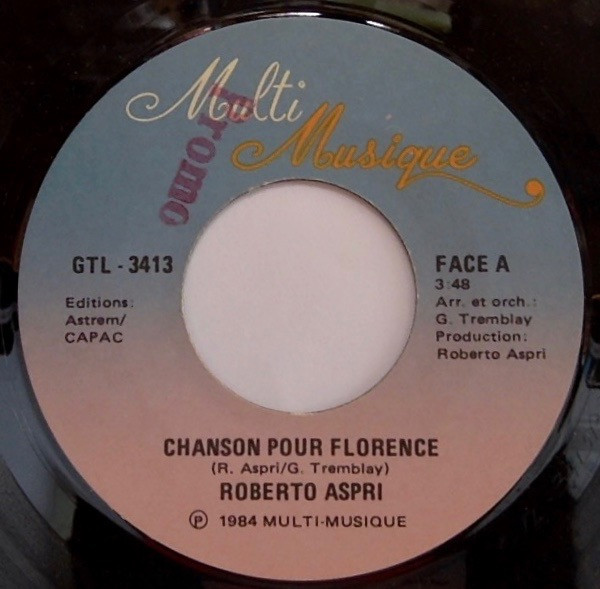 Multi
Musique
Promo
GTL - 3413
Editions:
Astrem/
CAPAC
FACE A
3:48
Arr. et orch.:
G. Tremblay
Production:
Roberto Aspri
CHANSON POUR FLORENCE
(R. Aspri/G. Tremblay)
ROBERTO ASPRI
℗ 1984 MULTI-MUSIQUE